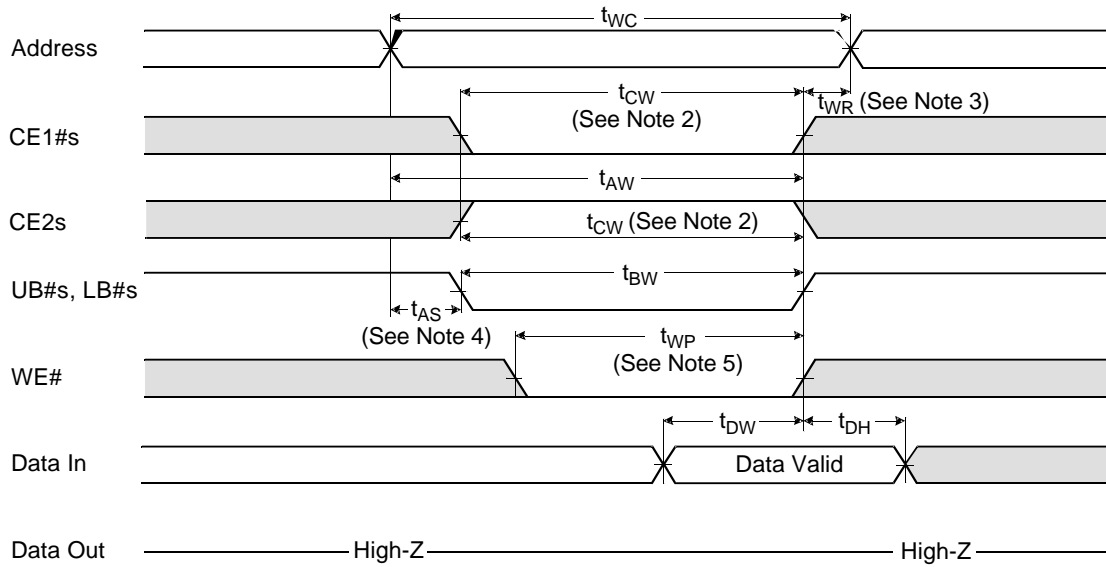 tWC
Address
tCW
(See Note 2)
tWR (See Note 3)
CE1#s
tAW
CE2s
tCW (See Note 2)
tBW
UB#s, LB#s
tAS
(See Note 4)
tWP
(See Note 5)
WE#
tDW
tDH
Data In
Data Valid
Data Out
High-Z
High-Z